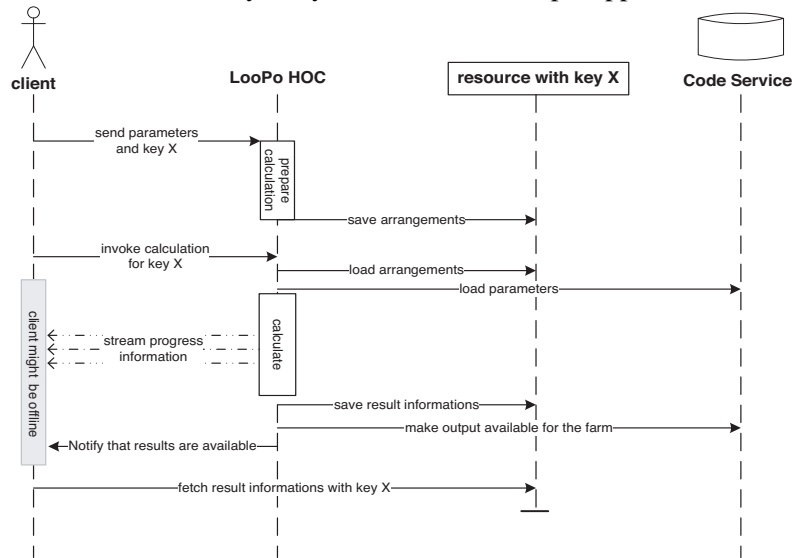 client
LooPo HOC
resource with key X
Code Service
send parameters
and key X
prepare
calculation
save arrangements
invoke calculation
for key X
load arrangements
load parameters
client might be offline
calculate
stream progress
information
save result informations
make output available for the farm
Notify that results are available
fetch result informations with key X